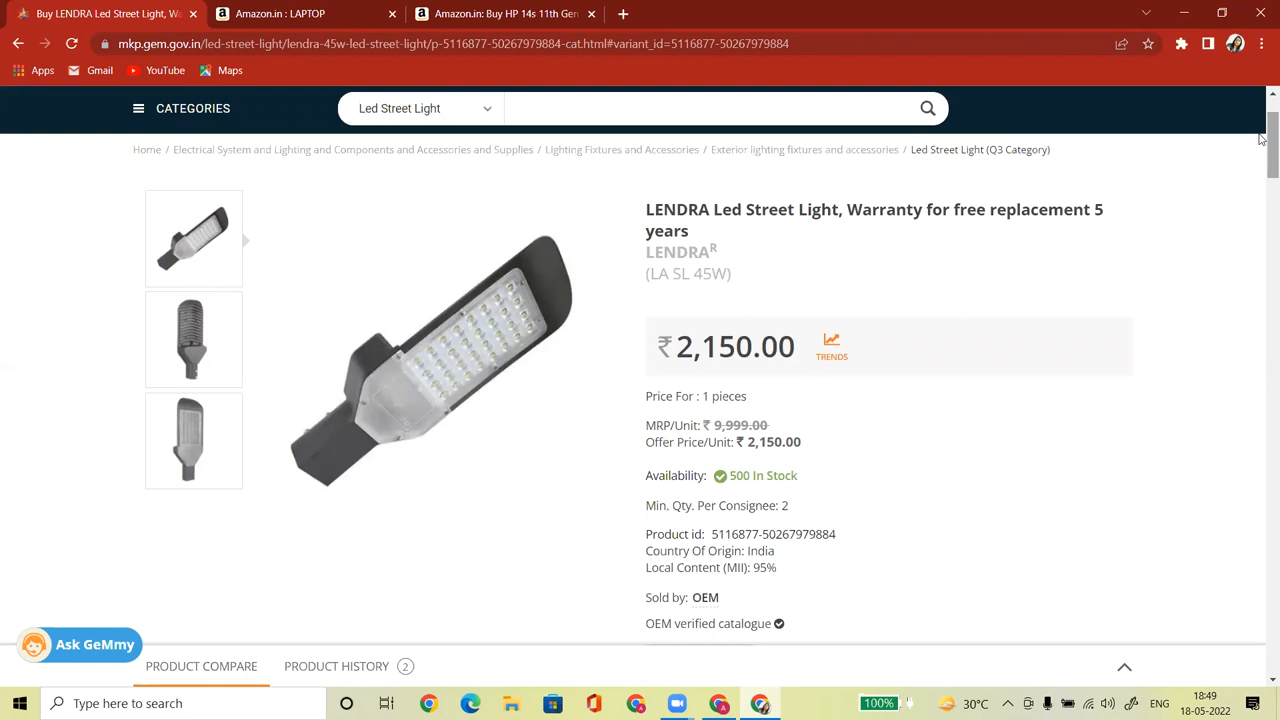 Buy LENDRA Led Street Light, Wa
Amazon.in : LAPTOP
Amazon.in: Buy HP 14s 11th Gen
mkp.gem.gov.in/led-street-light/lendra-45w-led-street-light/p-5116877-50267979884-cat.html#variant_id=5116877-50267979884
Apps
Gmail
YouTube
Maps
CATEGORIES
Led Street Light
Home / Electrical System and Lighting and Components and Accessories and Supplies / Lighting Fixtures and Accessories / Exterior lighting fixtures and accessories / Led Street Light (Q3 Category)
LENDRA Led Street Light, Warranty for free replacement 5
years
LENDRAR
(LA SL 45W)
₹ 2,150.00
TRENDS
Price For : 1 pieces
MRP/Unit: ₹ 9,999.00
Offer Price/Unit: ₹ 2,150.00
Availability: 500 In Stock
Min. Qty. Per Consignee: 2
Product id: 5116877-50267979884
Country Of Origin: India
Local Content (MII): 95%
Sold by: OEM
OEM verified catalogue
Ask GeMmy
PRODUCT COMPARE
PRODUCT HISTORY 2
Type here to search
100%
30°C
ENG
18:49
18-05-2022